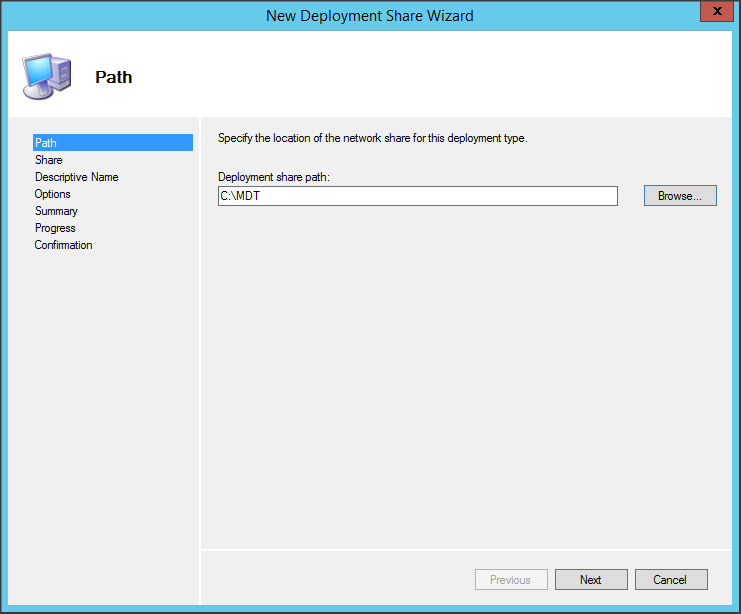 New Deployment Share Wizard
x
Path
Path
Share
Descriptive Name
Options
Summary
Progress
Confirmation
Specify the location of the network share for this deployment type.
Deployment share path:
C:\MDT
Browse...
Previous
Next
Cancel